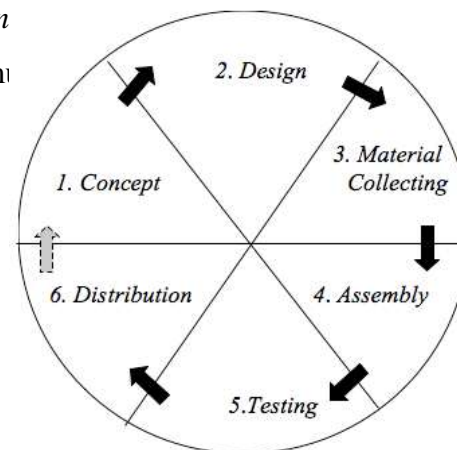 2. Design
3. Material
Collecting
1. Concept
6. Distribution
4. Assembly
5.Testing